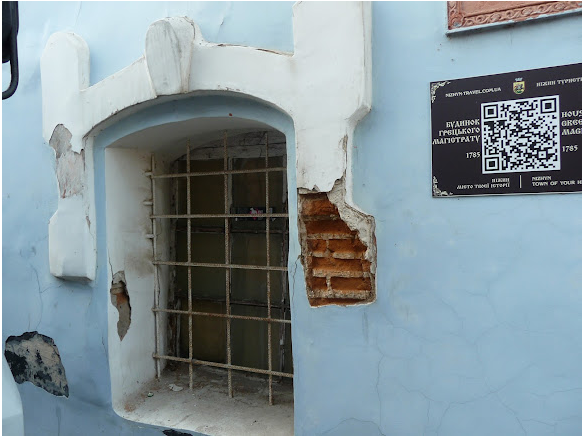 NIZHYN-TRAVEL.COM.UA
НІЖИН ТУРИСТ
БУДИНОК
ГРЕЦЬКОГО
МАГІСТРАТУ
1785
HOUS
GREE
MAG
1785
НІЖИН
МІСТО ТВОЄЇ ІСТОРІЇ
NIZHYN
TOWN OF YOUR H